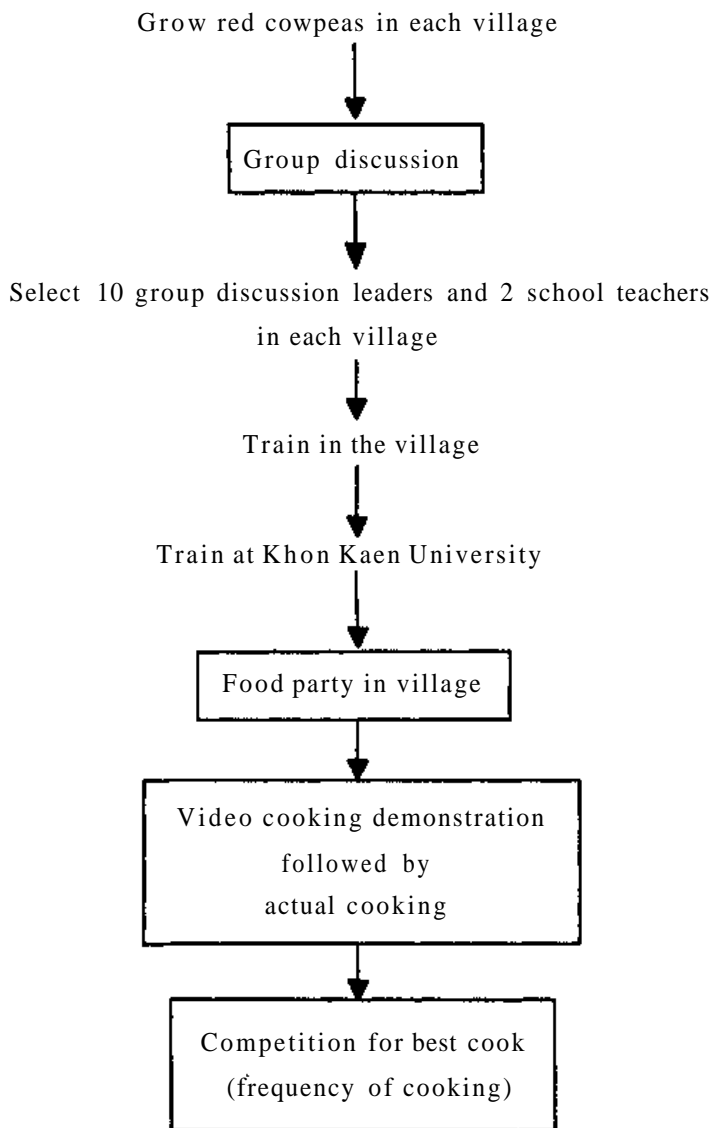 Grow red cowpeas in each village
Group discussion
Select 10 group discussion leaders and 2 school teachers
in each village
Train in the village
Train at Khon Kaen University
Food party in village
Video cooking demonstration
followed by
actual cooking
Competition for best cook
(frequency of cooking)